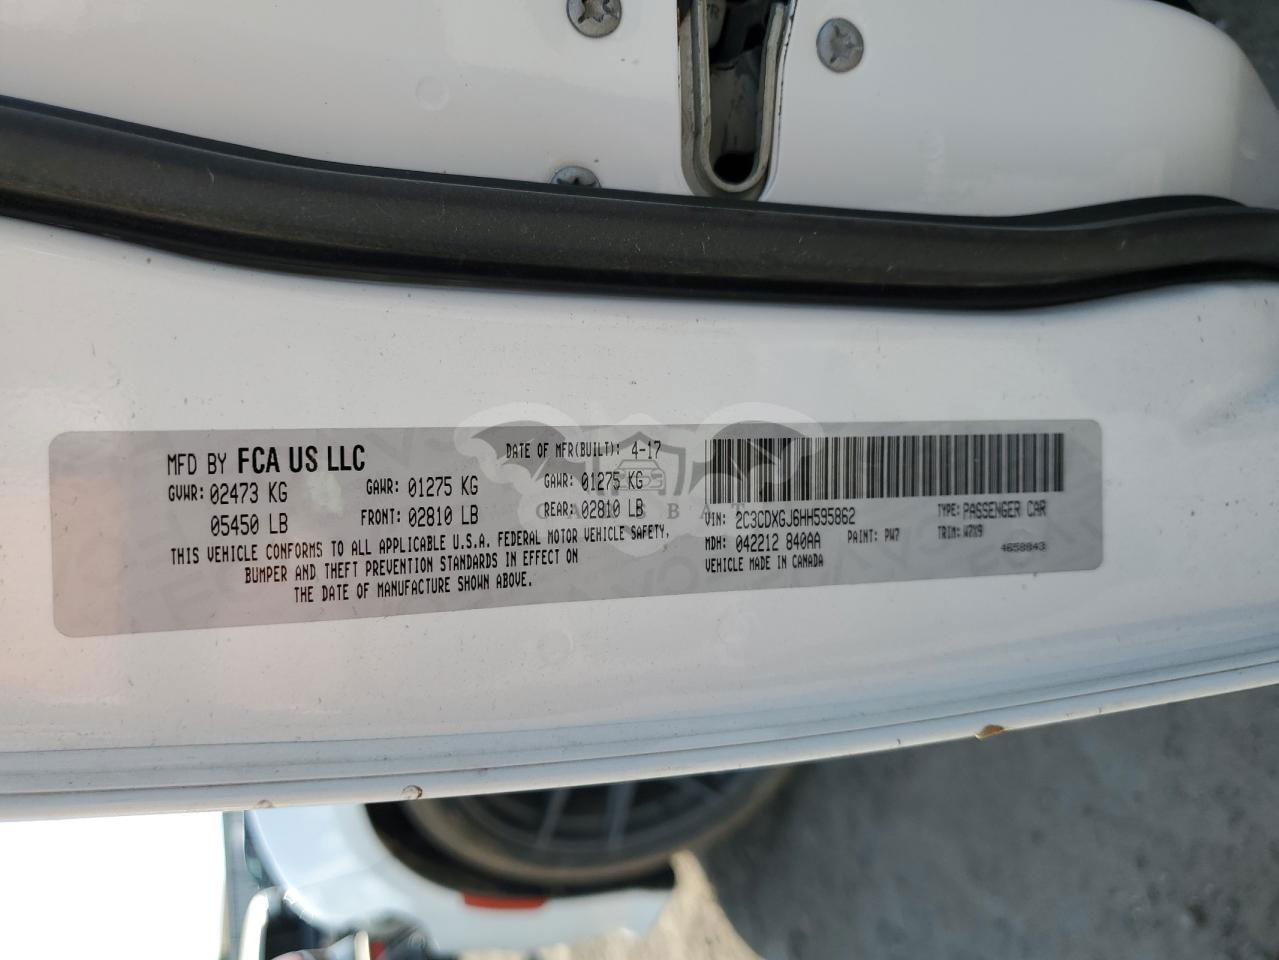 MFD BY FCA US LLC
DATE OF MFR(BUILT): 4-17
GVWR: 02473 KG
GAWR: 01275 KG
GAWR: 01275 KG
05450 LB
FRONT: 02810 LB
REAR: 02810 LB
THIS VEHICLE CONFORMS TO ALL APPLICABLE U.S.A. FEDERAL MOTOR VEHICLE SAFETY,
BUMPER AND THEFT PREVENTION STANDARDS IN EFFECT ON
THE DATE OF MANUFACTURE SHOWN ABOVE.
VIN: 2C3CDXGJ6HH595862
TYPE: PASSENGER CAR
MDH: 042212 840AA
PAINT: PW7
TRIM: W7X9
VEHICLE MADE IN CANADA
4658843
CARSBAT